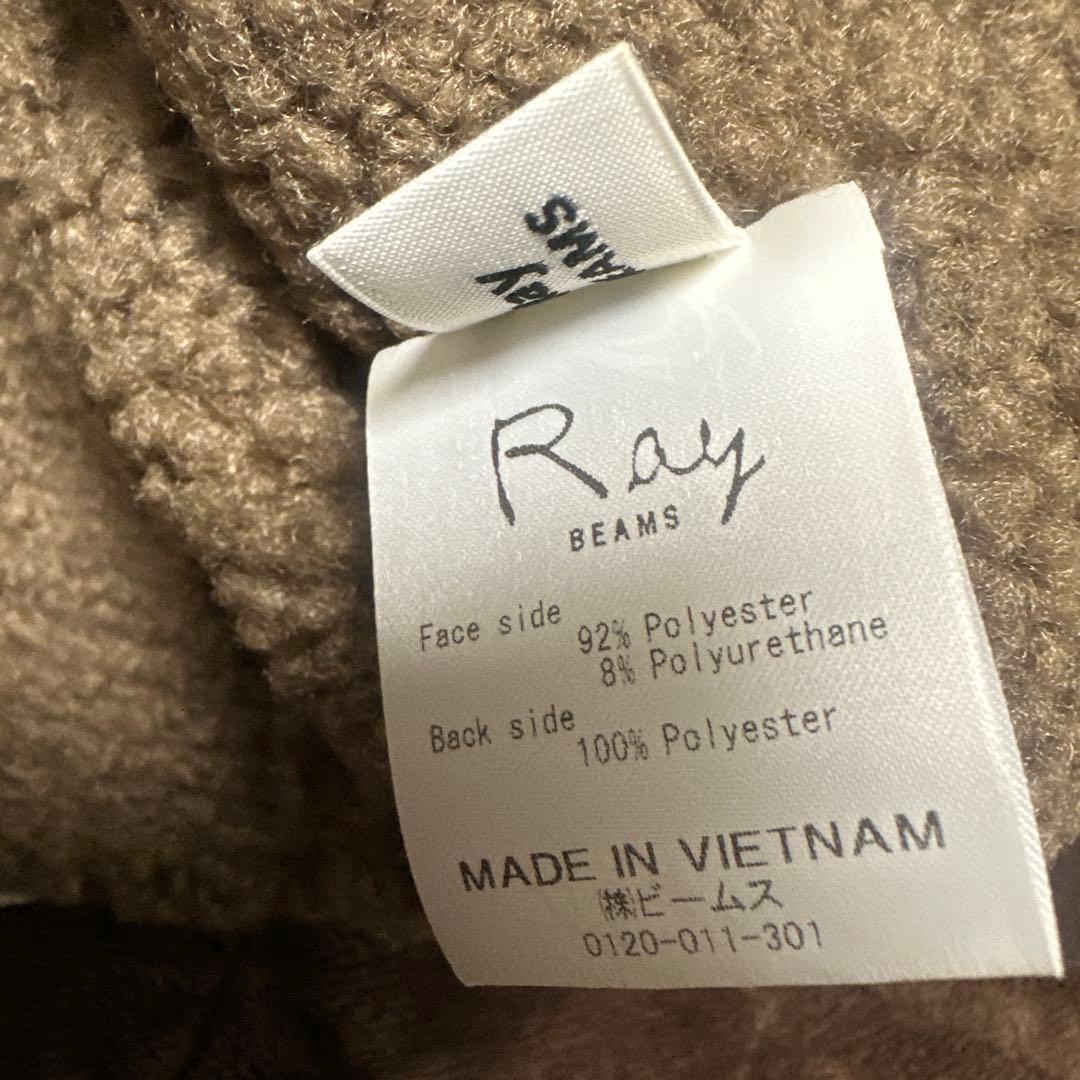 Ray
BEAMS
Face side 92% Polyester
8% Polyurethane
Back side 100% Polyester
MADE IN VIETNAM
㈱ビームス
0120-011-301